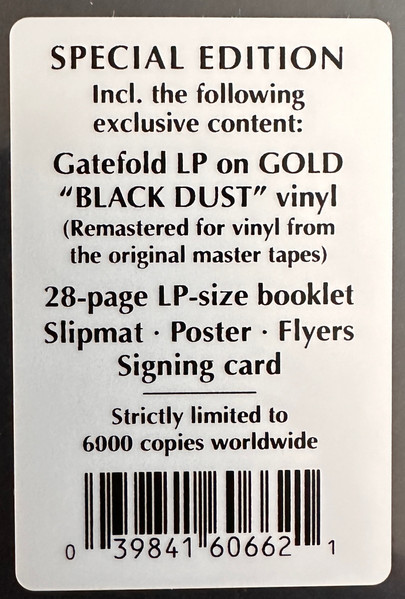 SPECIAL EDITION
Incl. the following
exclusive content:
Gatefold LP on GOLD
“BLACK DUST” vinyl
(Remastered for vinyl from
the original master tapes)
28-page LP-size booklet
Slipmat · Poster · Flyers
Signing card
Strictly limited to
6000 copies worldwide
0 39841 60662 1